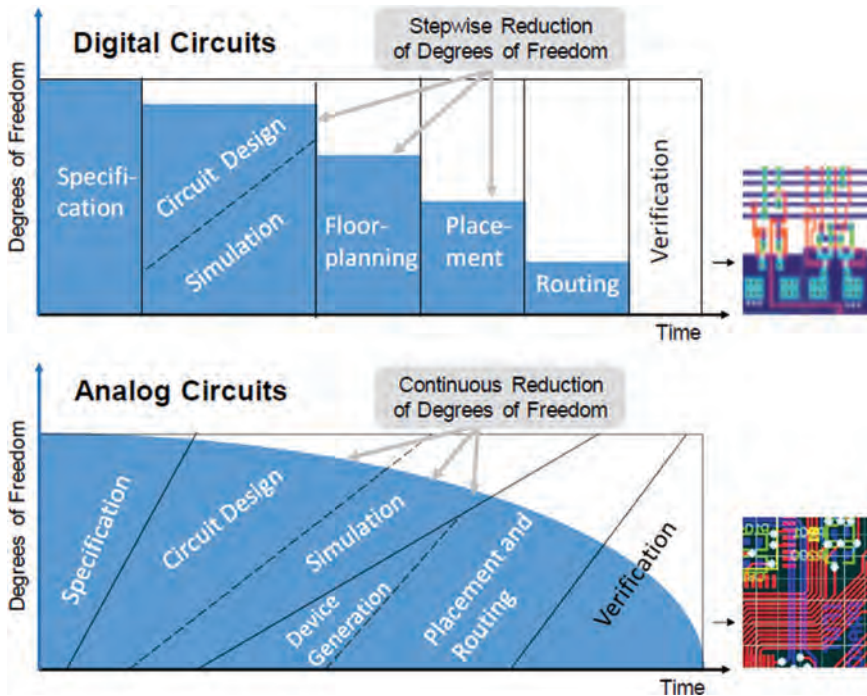 Digital Circuits
Stepwise Reduction
of Degrees of Freedom
Degrees of Freedom
Specifi-
cation
Circuit Design
Simulation
Floor-
planning
Place-
ment
Routing
Verification
Time
Analog Circuits
Continuous Reduction
of Degrees of Freedom
Degrees of Freedom
Specification
Circuit Design
Simulation
Device
Generation
Placement and
Routing
Verification
Time